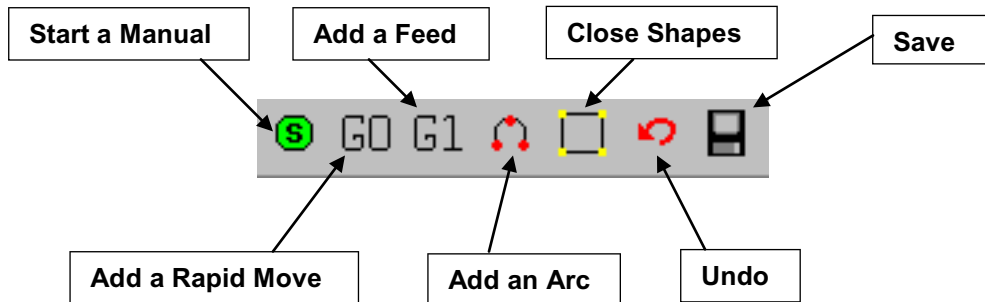 Start a Manual
Add a Feed
Close Shapes
Save
S G0 G1
Add a Rapid Move
Add an Arc
Undo